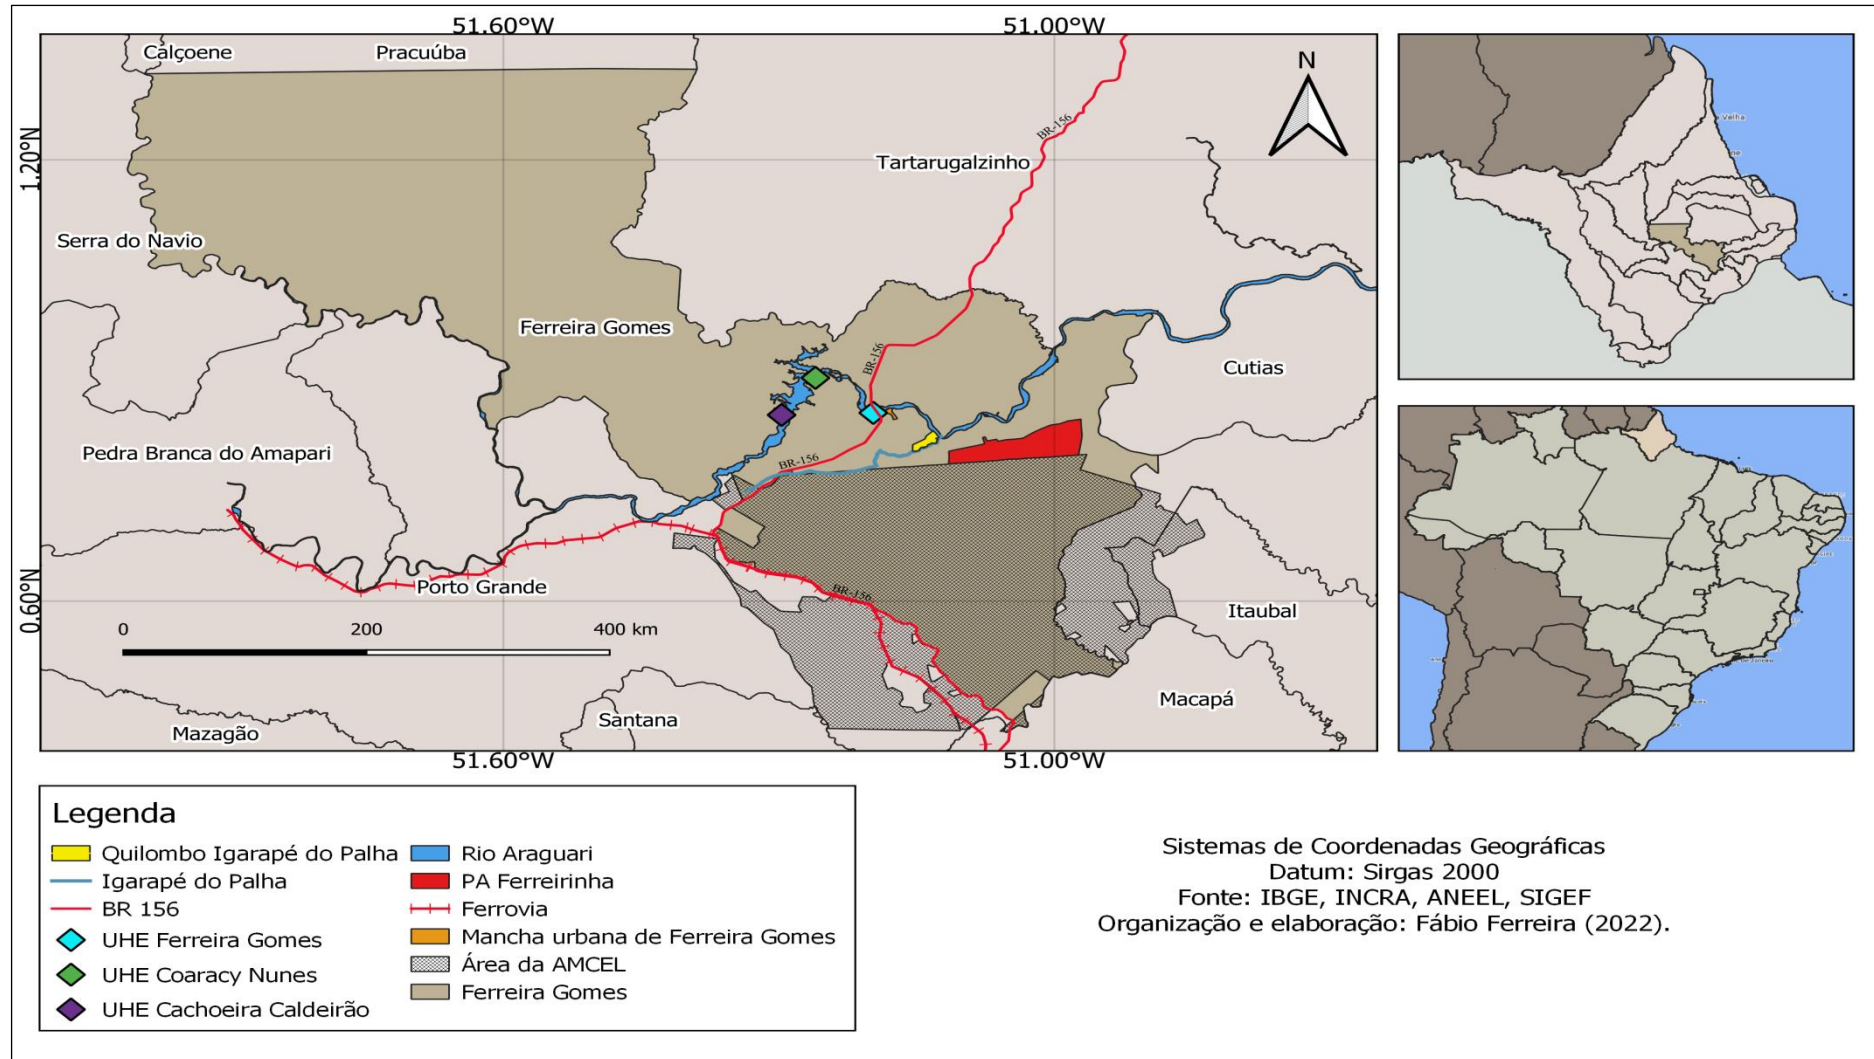 51.60°W
51.00°W
Calçoene
Pracuúba
N
BR-156
1.20°N
Tartarugalzinho
Serra do Navio
Ferreira Gomes
BR-156
Cutias
Pedra Branca do Amapari
BR-156
0.60°N
Porto Grande
BR-156
Itaubal
0
200
400 km
Macapá
Santana
Mazagão
51.60°W
51.00°W
Velha
Legenda
Quilombo Igarapé do Palha
Igarapé do Palha
BR 156
UHE Ferreira Gomes
UHE Coaracy Nunes
UHE Cachoeira Caldeirão
Rio Araguari
PA Ferreirinha
Ferrovia
Mancha urbana de Ferreira Gomes
Área da AMCEL
Ferreira Gomes
Sistemas de Coordenadas Geográficas
Datum: Sirgas 2000
Fonte: IBGE, INCRA, ANEEL, SIGEF
Organização e elaboração: Fábio Ferreira (2022).